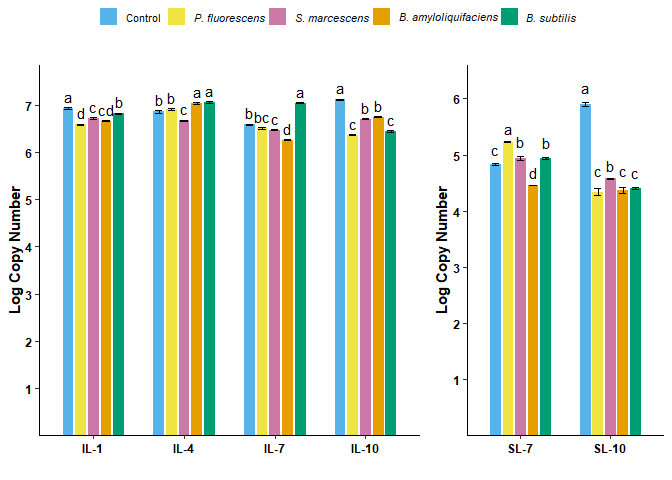 Control P. fluorescens S. marcescens B. amyloliquifaciens B. subtilis
Log Copy Number
7
6
5
4
3
2
1
a d c cd b
b b c a a
b bc c d a
a c b b c
IL-1 IL-4 IL-7 IL-10
Log Copy Number
6
5
4
3
2
1
c a b d b
a c b c c
SL-7 SL-10